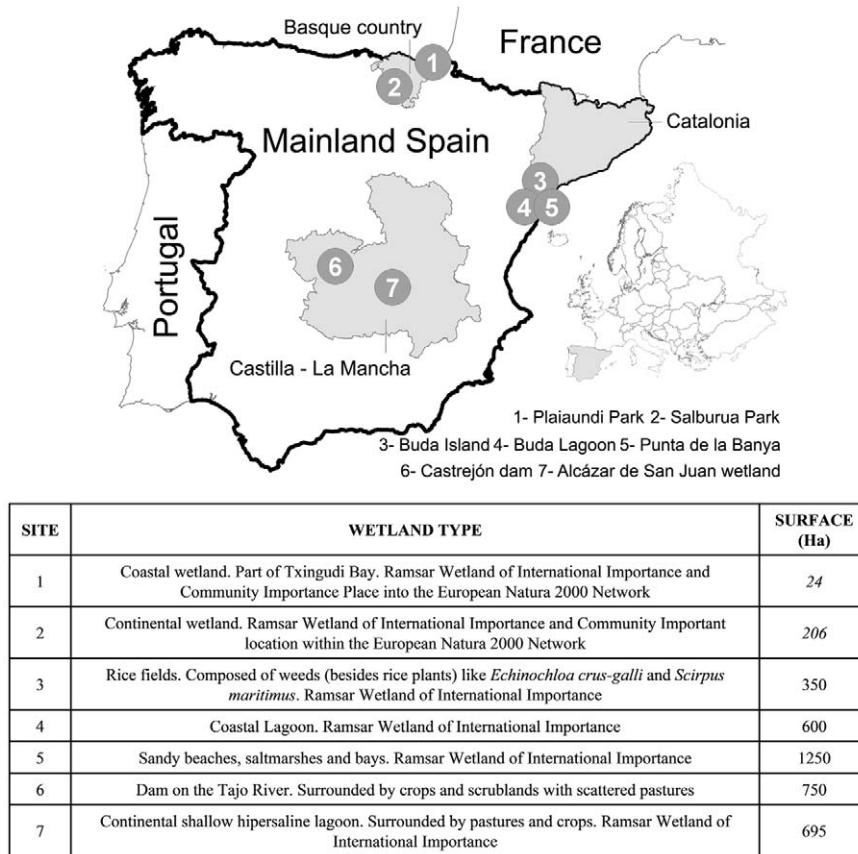 Basque country
France
1
2
Mainland Spain
Catalonia
3
4 5
Portugal
6
7
Castilla - La Mancha
1- Plaiaundi Park 2- Salburua Park
3- Buda Island 4- Buda Lagoon 5- Punta de la Banya
6- Castrejón dam 7- Alcázar de San Juan wetland
SITE WETLAND TYPE SURFACE
(Ha)
1 Coastal wetland. Part of Txingudi Bay. Ramsar Wetland of International Importance and 24
Community Importance Place into the European Natura 2000 Network
2 Continental wetland. Ramsar Wetland of International Importance and Community Important 206
location within the European Natura 2000 Network
3 Rice fields. Composed of weeds (besides rice plants) like Echinochloa crus-galli and Scirpus 350
maritimus. Ramsar Wetland of International Importance
4 Coastal Lagoon. Ramsar Wetland of International Importance 600
5 Sandy beaches, saltmarshes and bays. Ramsar Wetland of International Importance 1250
6 Dam on the Tajo River. Surrounded by crops and scrublands with scattered pastures 750
7 Continental shallow hipersaline lagoon. Surrounded by pastures and crops. Ramsar Wetland of 695
International Importance